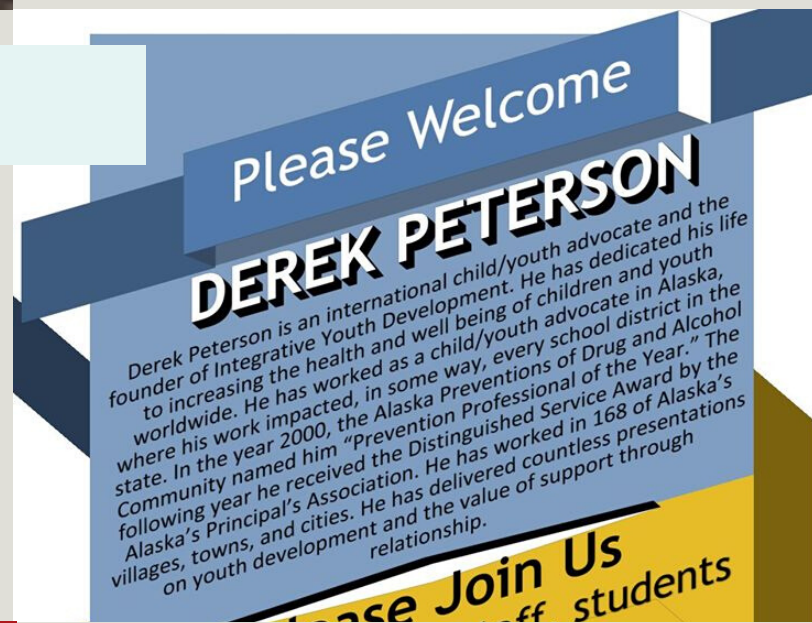 Please Welcome
DEREK PETERSON
Derek Peterson is an international child/youth advocate and the
founder of Integrative Youth Development. He has dedicated his life
to increasing the health and well being of children and youth
worldwide. He has worked as a child/youth advocate in Alaska,
where his work impacted, in some way, every school district in the
state. In the year 2000, the Alaska Preventions of Drug and Alcohol
Community named him “Prevention Professional of the Year.” The
following year he received the Distinguished Service Award by the
Alaska’s Principal’s Association. He has worked in 168 of Alaska’s
villages, towns, and cities. He has delivered countless presentations
on youth development and the value of support through
relationship.
Join Us
students